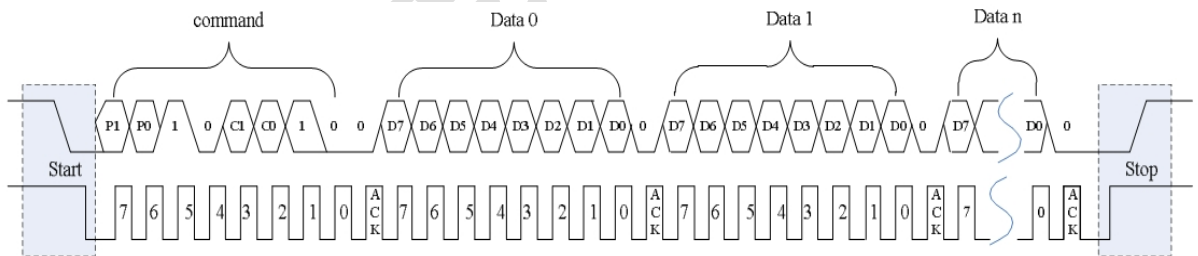 command Data 0 Data 1 Data n
P1 P0 1 0 C1 C0 1 0 0 D7 D6 D5 D4 D3 D2 D1 D0 0 D7 D6 D5 D4 D3 D2 D1 D0 0 D7 D0 0
Start Stop
7 6 5 4 3 2 1 0 ACK 7 6 5 4 3 2 1 0 ACK 7 6 5 4 3 2 1 0 ACK 7 0 ACK